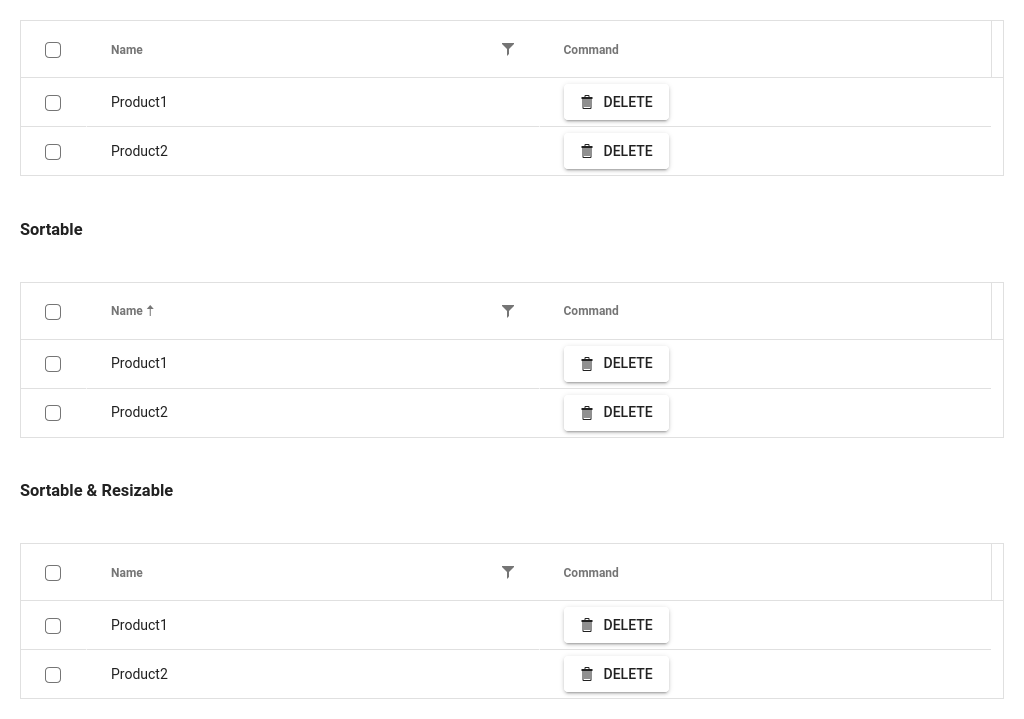 Name Command
Product1 DELETE
Product2 DELETE
Sortable
Name Command
Product1 DELETE
Product2 DELETE
Sortable & Resizable
Name Command
Product1 DELETE
Product2 DELETE